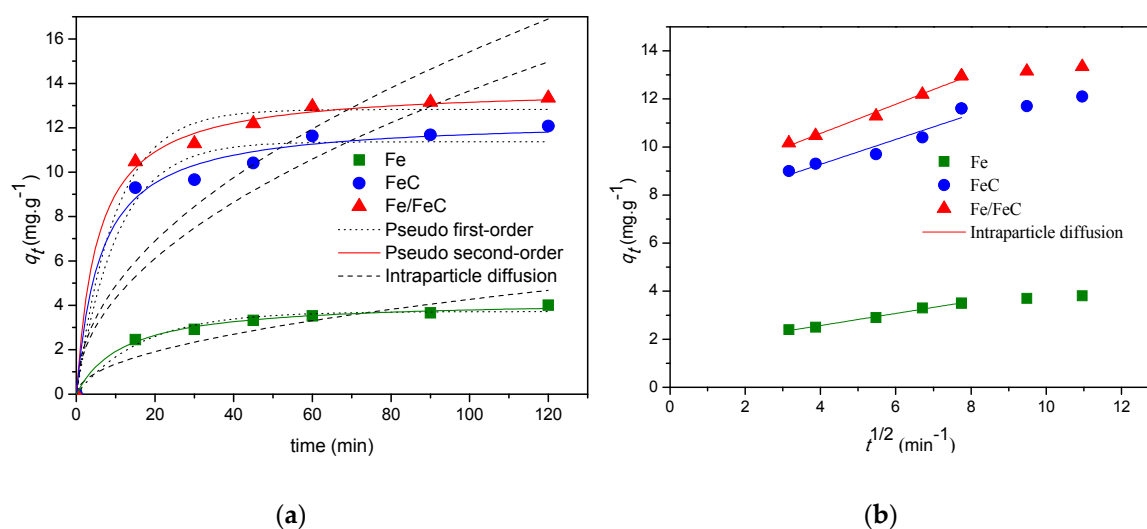 16
14
12
10
8
6
4
2
0
q_t (mg.g^-1)
Fe
FeC
Fe/FeC
Pseudo first-order
Pseudo second-order
Intraparticle diffusion
0 20 40 60 80 100 120
time (min)
(a)
14
12
10
8
6
4
2
0
q_t (mg.g^-1)
Fe
FeC
Fe/FeC
Intraparticle diffusion
0 2 4 6 8 10 12
t^1/2 (min^-1)
(b)